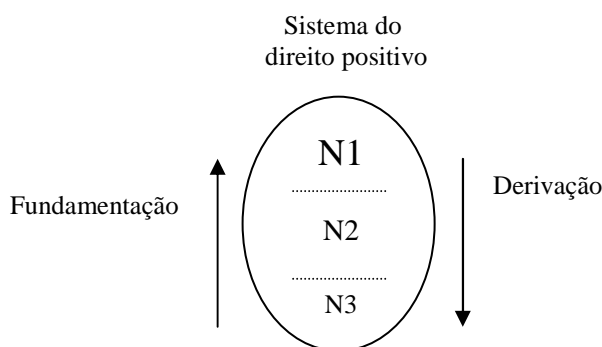 Sistema do
direito positivo
N1
Fundamentação
N2
Derivação
N3